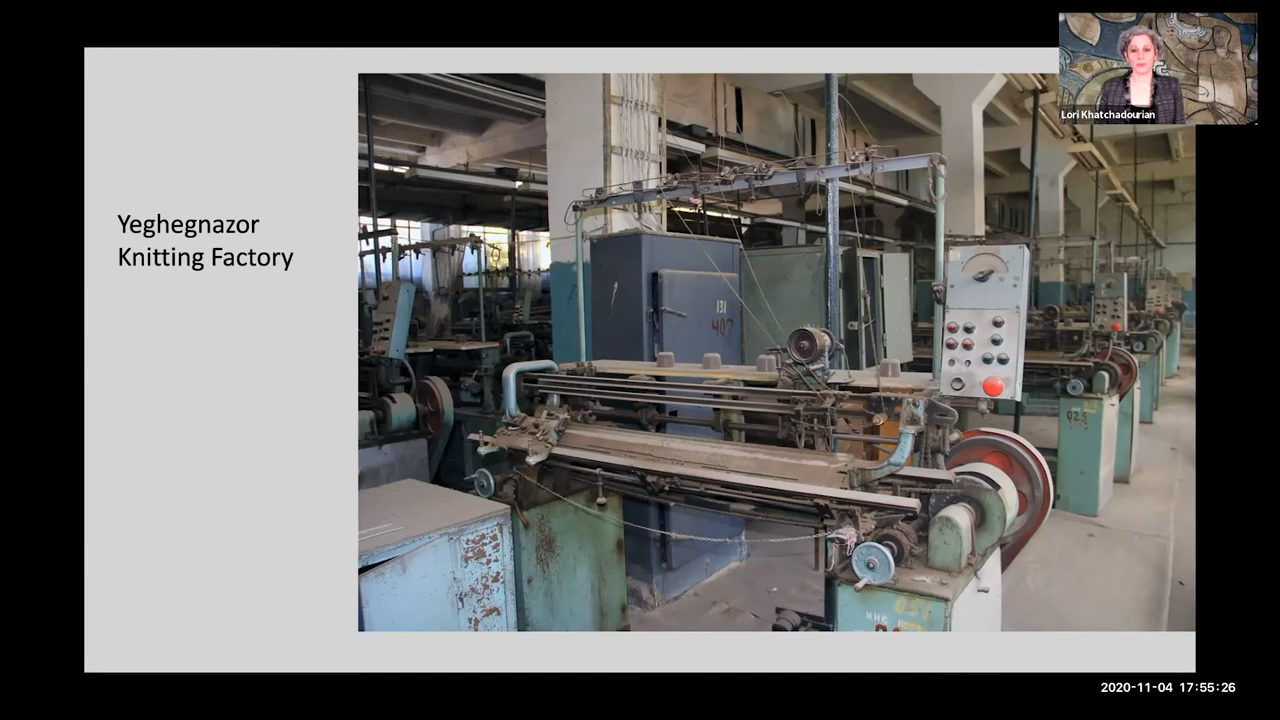 Lori Khatchadourian
Yeghegnazor
Knitting Factory
131
407
2020-11-04 17:55:26